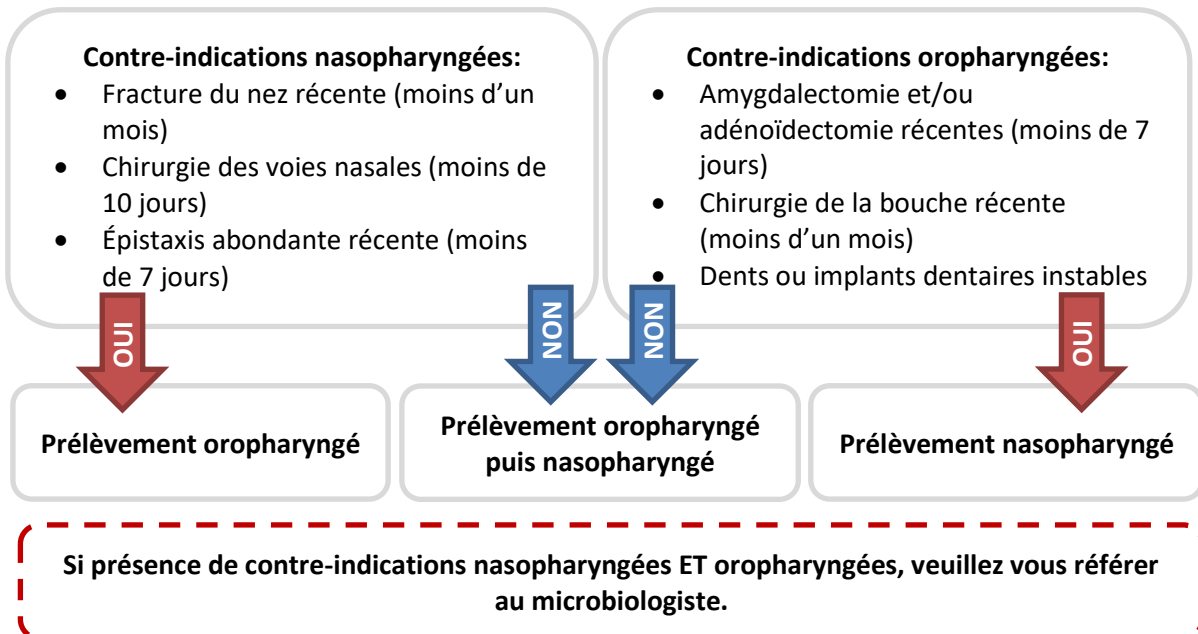 Contre-indications nasopharyngées:
• Fracture du nez récente (moins d’un
mois)
• Chirurgie des voies nasales (moins de
10 jours)
• Épistaxis abondante récente (moins
de 7 jours)
Contre-indications oropharyngées:
• Amygdalectomie et/ou
adénoïdectomie récentes (moins de 7
jours)
• Chirurgie de la bouche récente
(moins d’un mois)
• Dents ou implants dentaires instables
OUI
NON
NON
OUI
Prélèvement oropharyngé
Prélèvement oropharyngé
puis nasopharyngé
Prélèvement nasopharyngé
Si présence de contre-indications nasopharyngées ET oropharyngées, veuillez vous référer
au microbiologiste.